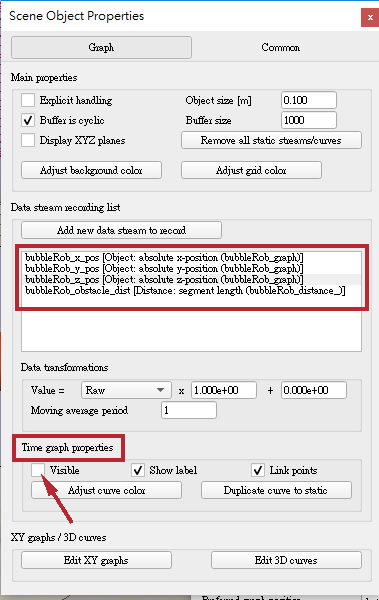 Scene Object Properties
x
Graph Common
Main properties
Explicit handling Object size [m] 0.100
Buffer is cyclic Buffer size 1000
Display XYZ planes Remove all static streams/curves
Adjust background color Adjust grid color
Data stream recording list
Add new data stream to record
bubbleRob_x_pos [Object: absolute x-position (bubbleRob_graph)]
bubbleRob_y_pos [Object: absolute y-position (bubbleRob_graph)]
bubbleRob_z_pos [Object: absolute z-position (bubbleRob_graph)]
bubbleRob_obstacle_dist [Distance: segment length (bubbleRob_distance_)]
Data transformations
Value = Raw x 1.000e+00 + 0.000e+00
Moving average period 1
Time graph properties
Visible Show label Link points
Adjust curve color Duplicate curve to static
XY graphs / 3D curves
Edit XY graphs Edit 3D curves